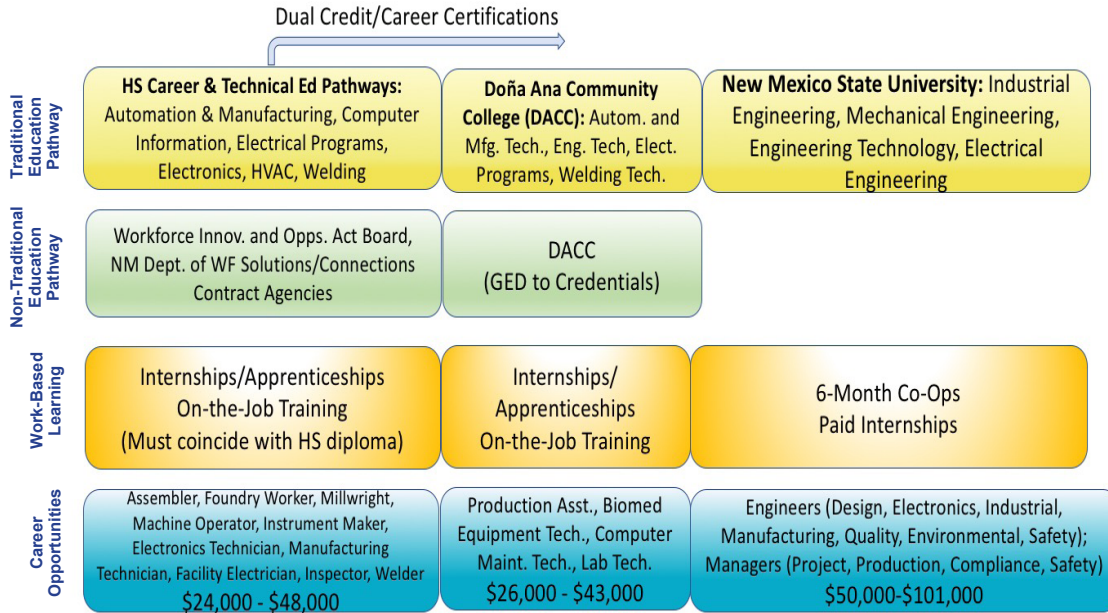 Dual Credit/Career Certifications
Traditional
Education
Pathway
HS Career & Technical Ed Pathways:
Automation & Manufacturing, Computer
Information, Electrical Programs,
Electronics, HVAC, Welding
Doña Ana Community
College (DACC): Autom. and
Mfg. Tech., Eng. Tech, Elect.
Programs, Welding Tech.
New Mexico State University: Industrial
Engineering, Mechanical Engineering,
Engineering Technology, Electrical
Engineering
Non-Traditional
Education
Pathway
Workforce Innov. and Opps. Act Board,
NM Dept. of WF Solutions/Connections
Contract Agencies
DACC
(GED to Credentials)
Work-Based
Learning
Internships/Apprenticeships
On-the-Job Training
(Must coincide with HS diploma)
Internships/
Apprenticeships
On-the-Job Training
6-Month Co-Ops
Paid Internships
Career
Opportunities
Assembler, Foundry Worker, Millwright,
Machine Operator, Instrument Maker,
Electronics Technician, Manufacturing
Technician, Facility Electrician, Inspector, Welder
$24,000 - $48,000
Production Asst., Biomed
Equipment Tech., Computer
Maint. Tech., Lab Tech.
$26,000 - $43,000
Engineers (Design, Electronics, Industrial,
Manufacturing, Quality, Environmental, Safety);
Managers (Project, Production, Compliance, Safety)
$50,000-$101,000